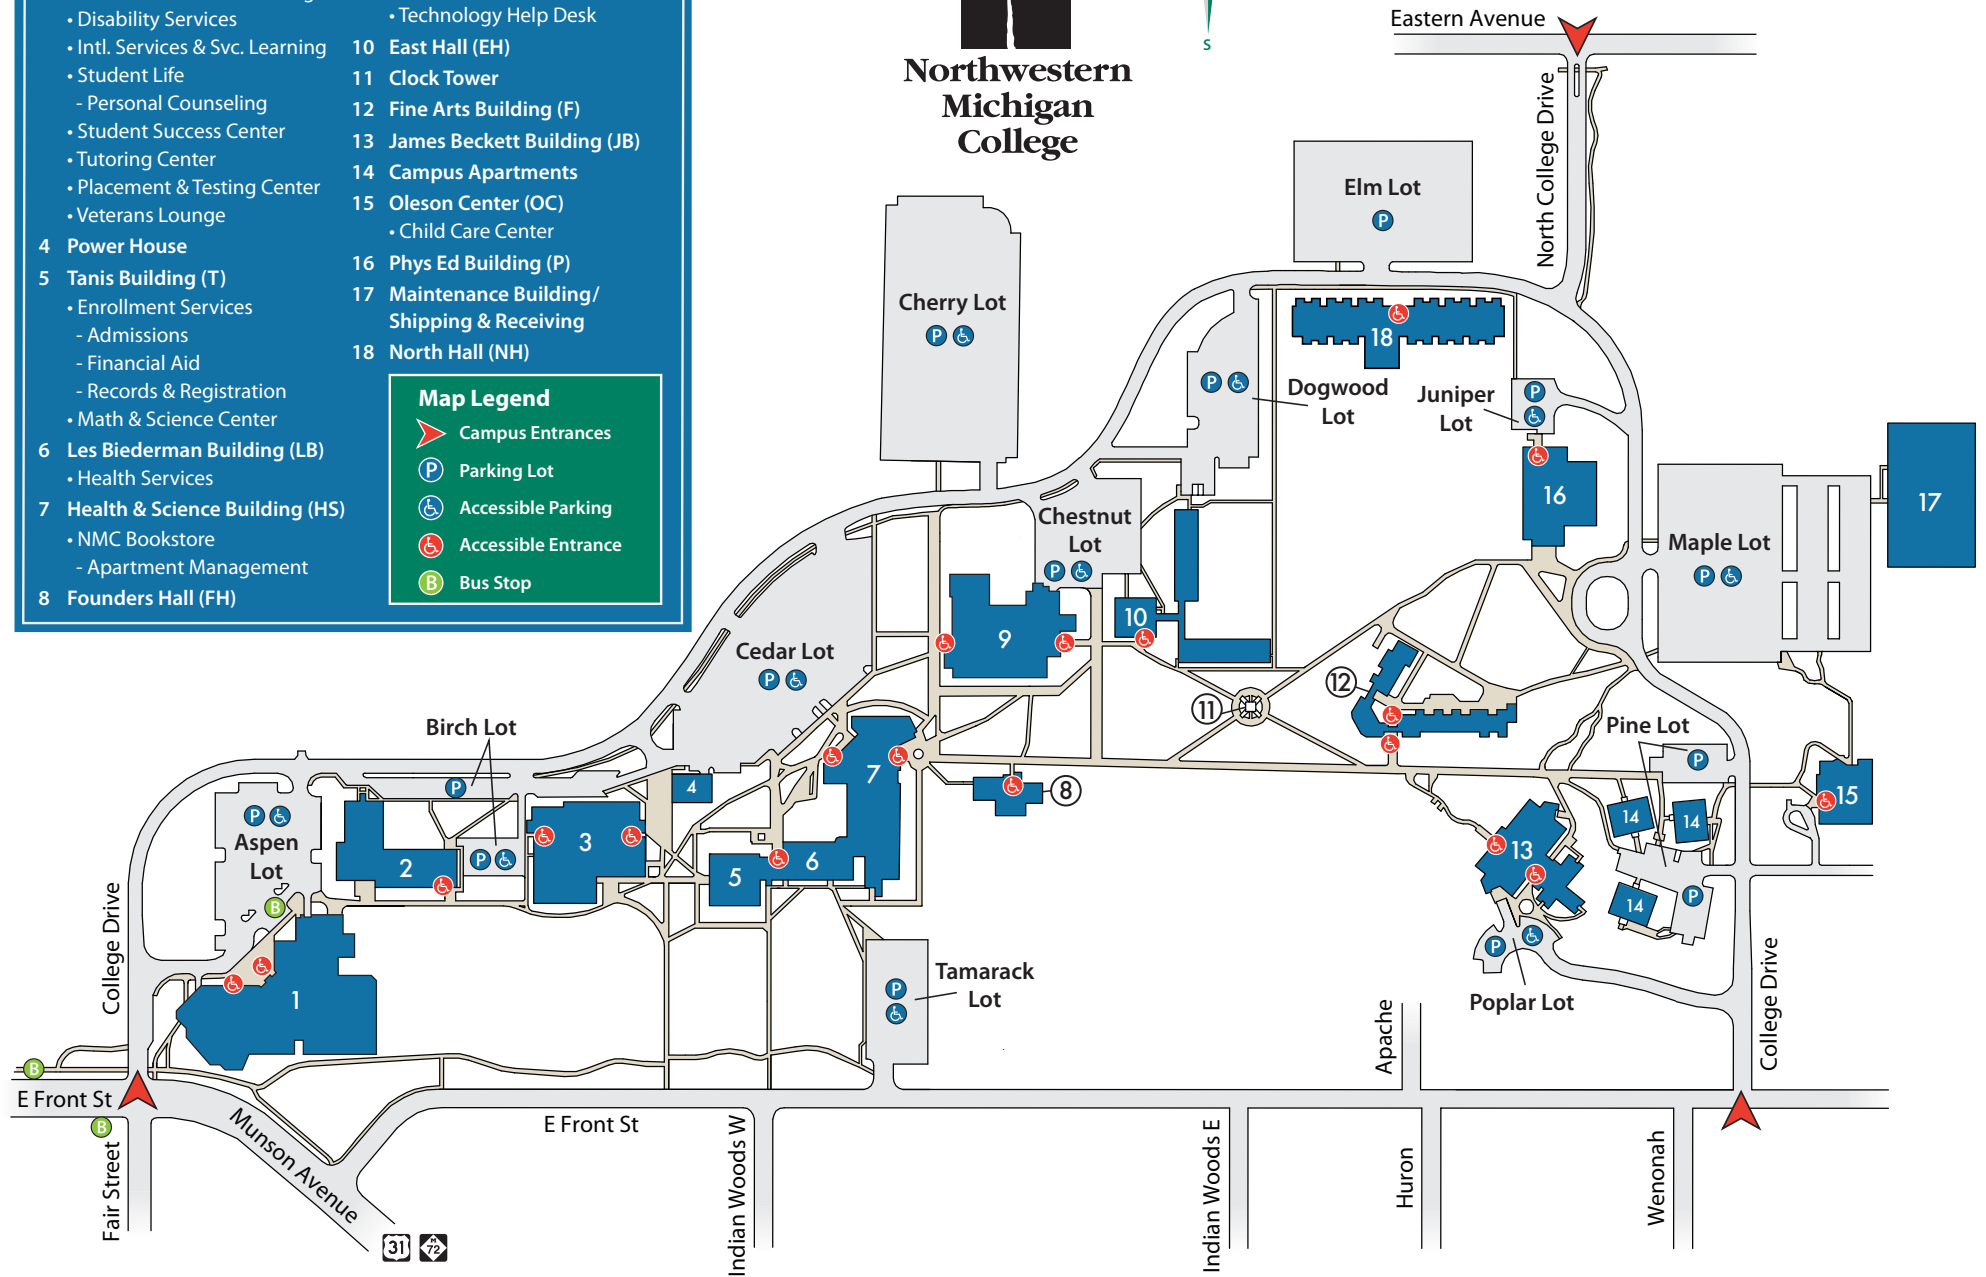 • Disability Services
• Intl. Services & Svc. Learning
• Student Life
- Personal Counseling
• Student Success Center
• Tutoring Center
• Placement & Testing Center
• Veterans Lounge
4 Power House
5 Tanis Building (T)
• Enrollment Services
- Admissions
- Financial Aid
- Records & Registration
• Math & Science Center
6 Les Biederman Building (LB)
• Health Services
7 Health & Science Building (HS)
• NMC Bookstore
- Apartment Management
8 Founders Hall (FH)
• Technology Help Desk
10 East Hall (EH)
11 Clock Tower
12 Fine Arts Building (F)
13 James Beckett Building (JB)
14 Campus Apartments
15 Oleson Center (OC)
• Child Care Center
16 Phys Ed Building (P)
17 Maintenance Building/
Shipping & Receiving
18 North Hall (NH)
Map Legend
Campus Entrances
P Parking Lot
Accessible Parking
Accessible Entrance
B Bus Stop
Northwestern
Michigan
College
S
Eastern Avenue
North College Drive
Elm Lot
P
Cherry Lot
P
18
P
Dogwood
Lot
Juniper
Lot
P
16
17
Maple Lot
P
Chestnut
Lot
P
9
10
Cedar Lot
P
11
12
Birch Lot
P
P
Pine Lot
P
4
7
8
15
Aspen
Lot
P
2
3
5
6
13
14
14
14
P
B
1
Tamarack
Lot
P
P
Poplar Lot
College Drive
College Drive
Apache
B
E Front St
B
Fair Street
Munson Avenue
E Front St
Indian Woods W
Indian Woods E
Huron
Wenonah
31
M
72